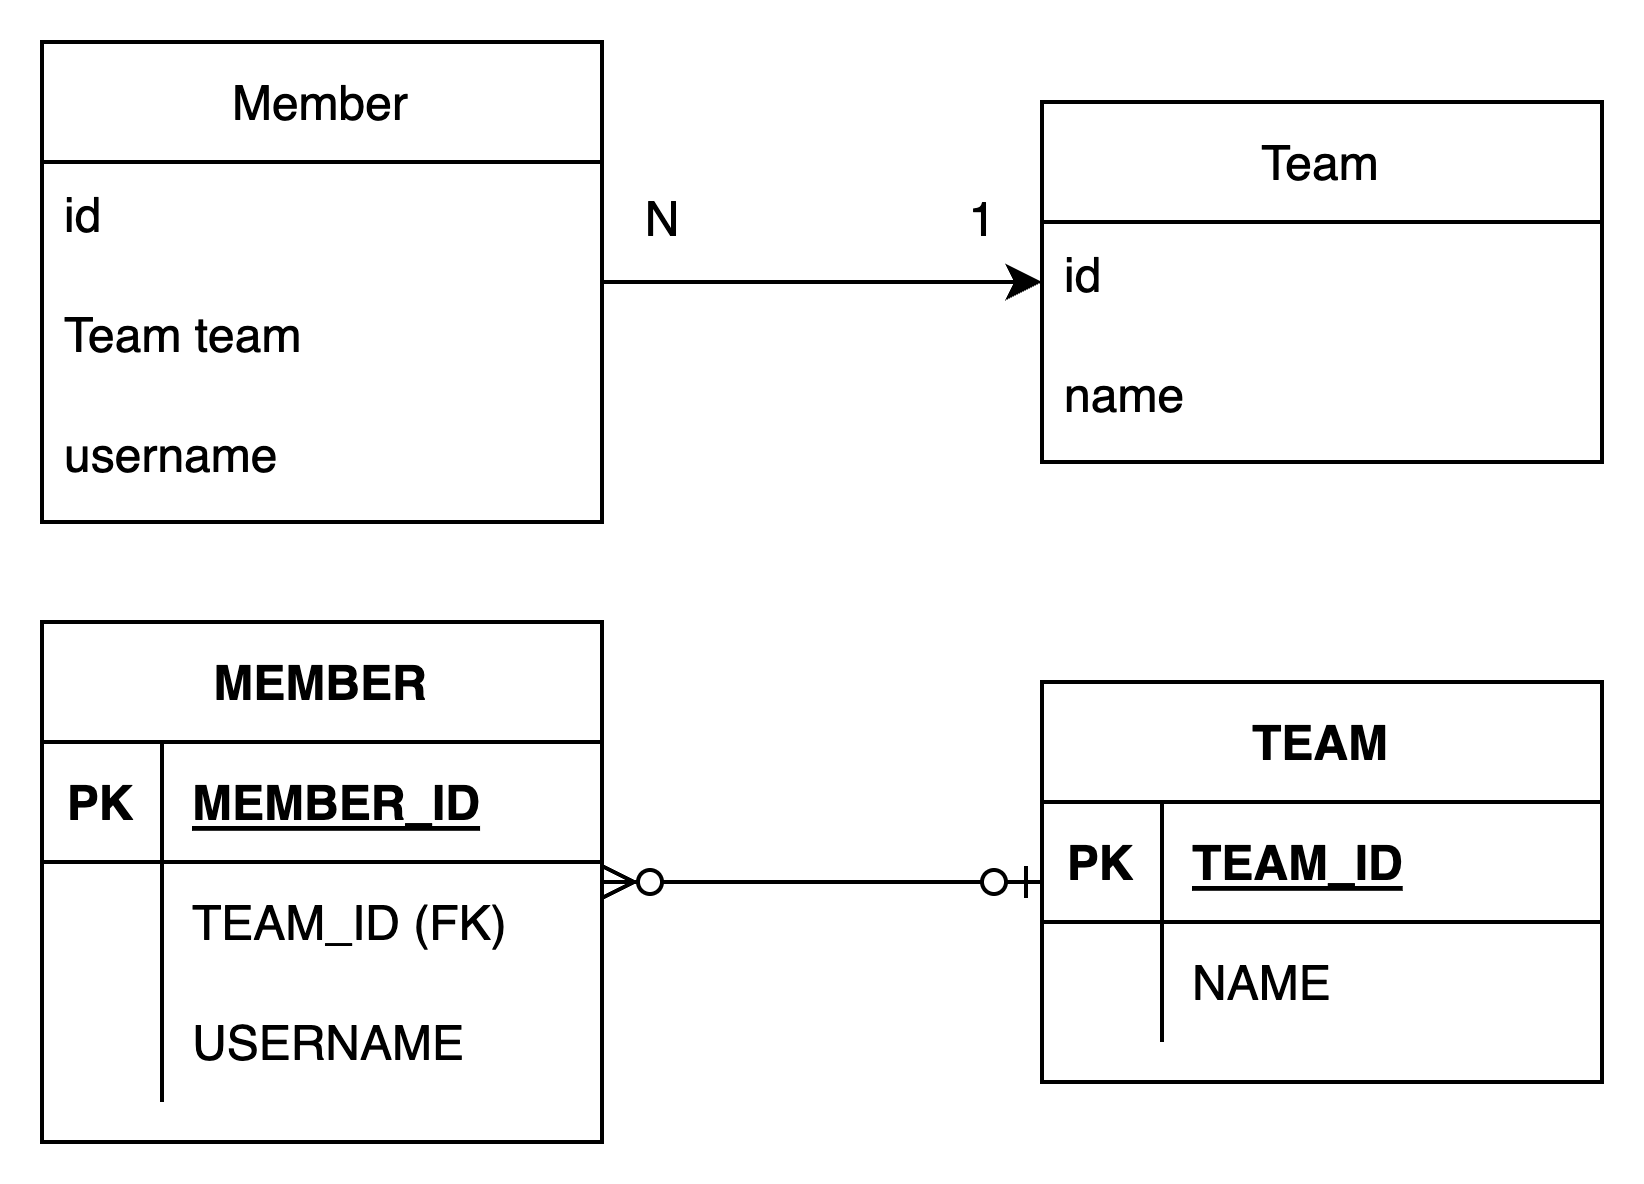 Member
id
Team team
username
N
1
Team
id
name
MEMBER
PK
MEMBER_ID
TEAM_ID (FK)
USERNAME
TEAM
PK
TEAM_ID
NAME